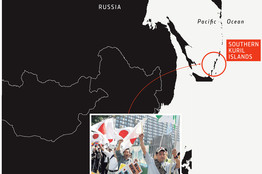 RUSSIA
Pacific Ocean
SOUTHERN
KURIL
ISLANDS